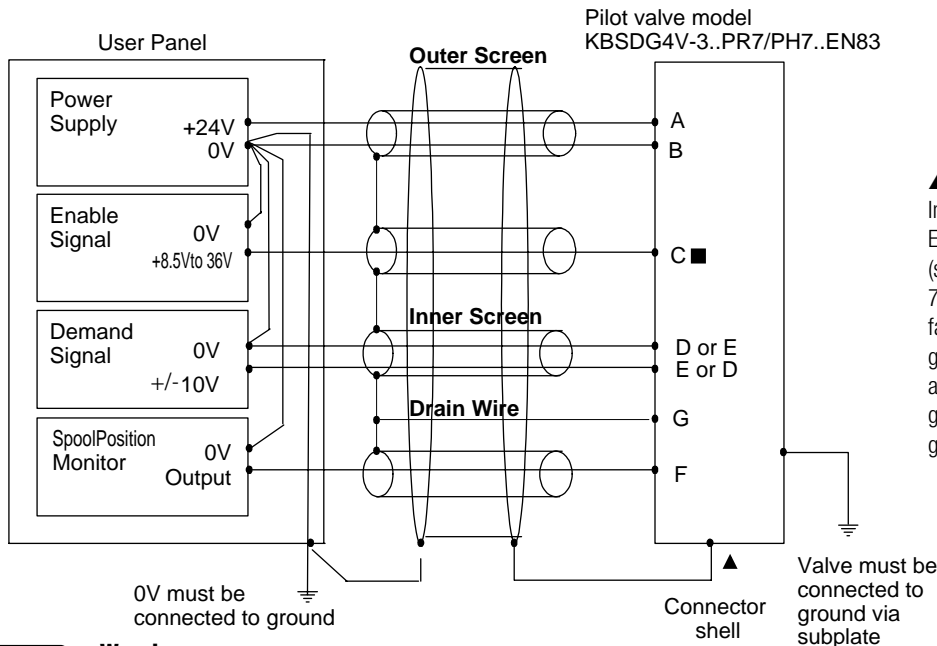 Pilot valve model
KBSDG4V-3..PR7/PH7..EN83
User Panel
Outer Screen
Power
Supply
+24V
0V
A
B
Enable
Signal
0V
+8.5Vto 36V
C ■
Inner Screen
Demand
Signal
0V
+/-10V
D or E
E or D
Drain Wire
G
SpoolPosition
Monitor
0V
Output
F
▲
0V must be
connected to ground
Connector
shell
Valve must be
connected to
ground via
subplate
▲